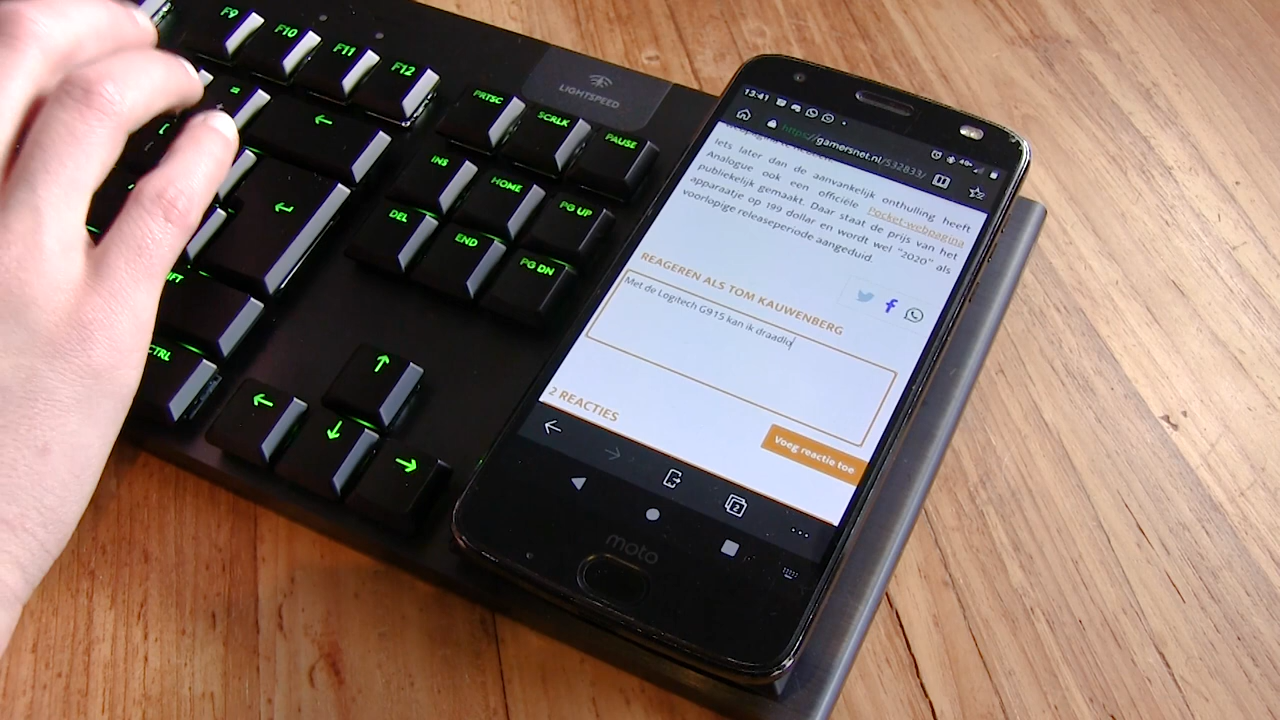 F9
F10
F11
F12
=
←
PRTSC
SCRLK
PAUSE
INS
HOME
PG UP
DEL
END
PG DN
CTRL
↑
←
↓
→
LIGHTSPEED
13:41
https://gamersnet.nl/532833/
Iets later dan de aanvankelijk onthulling heeft
Analogue ook een officiële Pocket-webpagina
publiekelijk gemaakt. Daar staat de prijs van het
apparaatje op 199 dollar en wordt wel "2020" als
voorlopige releaseperiode aangeduid.
REAGEREN ALS TOM KAUWENBERG
Met de Logitech G915 kan ik draadlo
2 REACTIES
Voeg reactie toe
2
moto